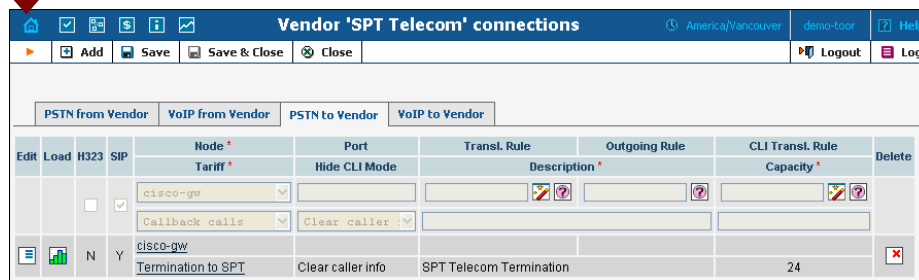 Vendor 'SPT Telecom' connections America/Vancouver demo-toor Hel
Add Save Save & Close Close Logout Log
PSTN from Vendor VoIP from Vendor PSTN to Vendor VoIP to Vendor
Edit Load H323 SIP Node * Port Transl. Rule Outgoing Rule CLI Transl. Rule Delete
Tariff * Hide CLI Mode Description * Capacity *
cisco-gw
Callback calls Clear caller
N Y cisco-gw
Termination to SPT Clear caller info SPT Telecom Termination 24